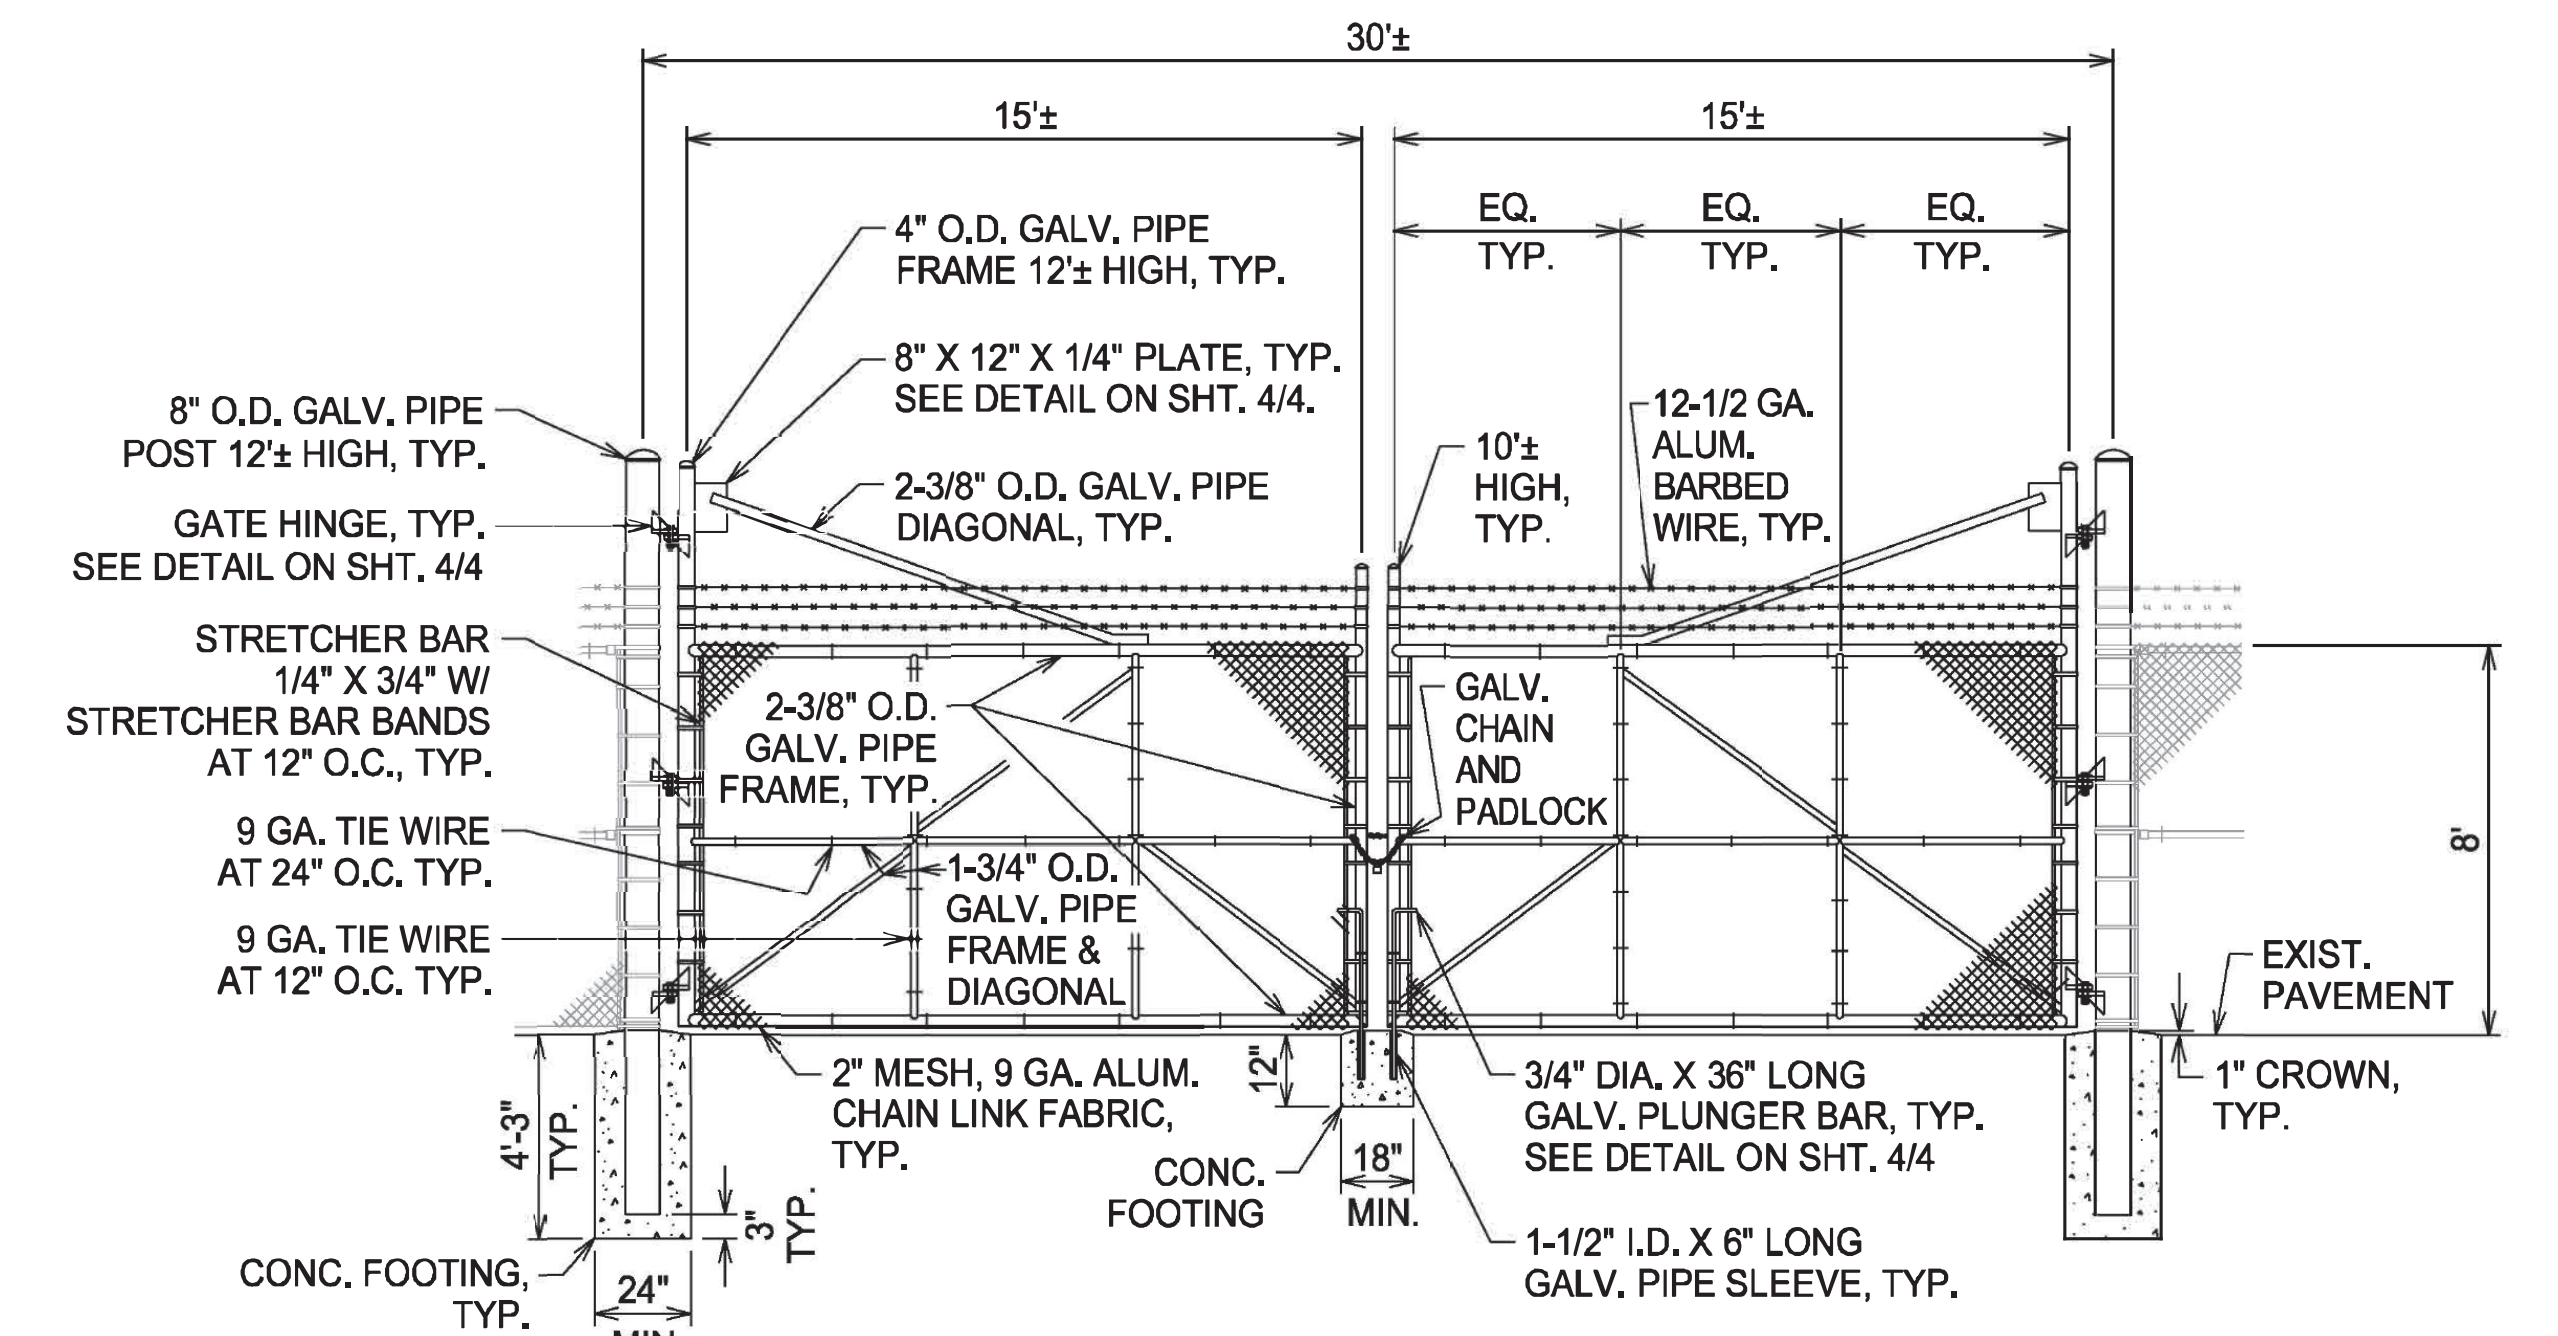 30'±
15'±
15'±
EQ.
TYP.
EQ.
TYP.
EQ.
TYP.
4" O.D. GALV. PIPE
FRAME 12'± HIGH, TYP.
8" X 12" X 1/4" PLATE, TYP.
SEE DETAIL ON SHT. 4/4.
8" O.D. GALV. PIPE
POST 12'± HIGH, TYP.
2-3/8" O.D. GALV. PIPE
DIAGONAL, TYP.
10'±
HIGH,
TYP.
12-1/2 GA.
ALUM.
BARBED
WIRE, TYP.
GATE HINGE, TYP.
SEE DETAIL ON SHT. 4/4
STRETCHER BAR
1/4" X 3/4" W/
STRETCHER BAR BANDS
AT 12" O.C., TYP.
2-3/8" O.D.
GALV. PIPE
FRAME, TYP.
GALV.
CHAIN
AND
PADLOCK
9 GA. TIE WIRE
AT 24" O.C. TYP.
9 GA. TIE WIRE
AT 12" O.C. TYP.
1-3/4" O.D.
GALV. PIPE
FRAME &
DIAGONAL
8'
EXIST.
PAVEMENT
1" CROWN,
TYP.
2" MESH, 9 GA. ALUM.
CHAIN LINK FABRIC,
TYP.
12"
3/4" DIA. X 36" LONG
GALV. PLUNGER BAR, TYP.
SEE DETAIL ON SHT. 4/4
4'-3"
TYP.
3"
TYP.
CONC.
FOOTING
18"
MIN.
1-1/2" I.D. X 6" LONG
GALV. PIPE SLEEVE, TYP.
CONC. FOOTING,
TYP.
24"
MIN